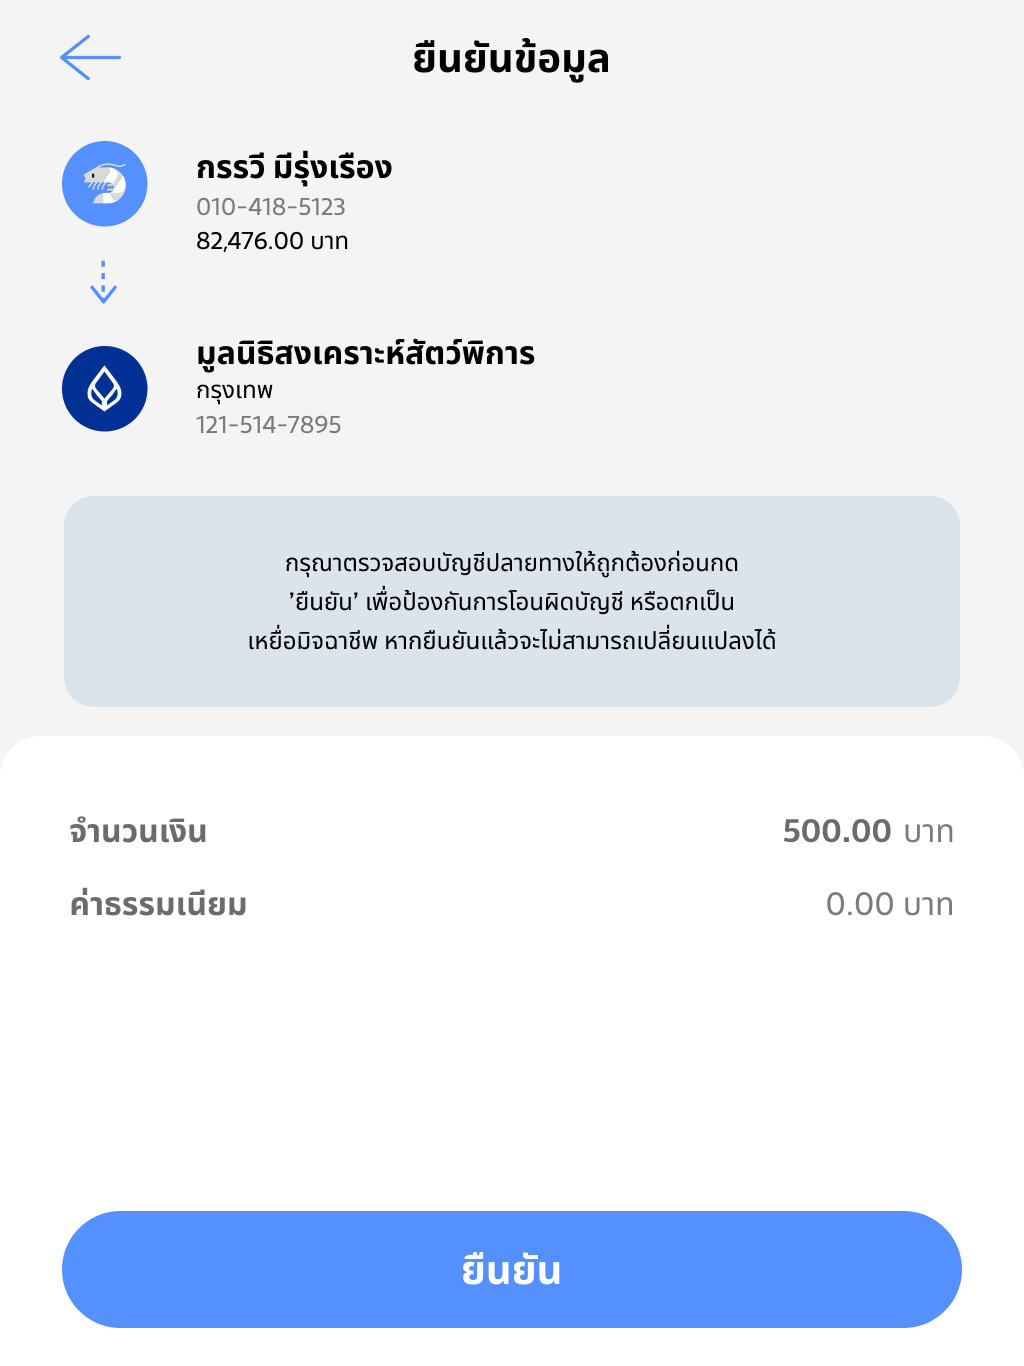 ยืนยันข้อมูล
กรรวี มีรุ่งเรือง
010-418-5123
82,476.00 บาท
มูลนิธิสงเคราะห์สัตว์พิการ
กรุงเทพ
121-514-7895
กรุณาตรวจสอบบัญชีปลายทางให้ถูกต้องก่อนกด
’ยืนยัน’ เพื่อป้องกันการโอนผิดบัญชี หรือตกเป็น
เหยื่อมิจฉาชีพ หากยืนยันแล้วจะไม่สามารถเปลี่ยนแปลงได้
จำนวนเงิน 500.00 บาท
ค่าธรรมเนียม 0.00 บาท
ยืนยัน